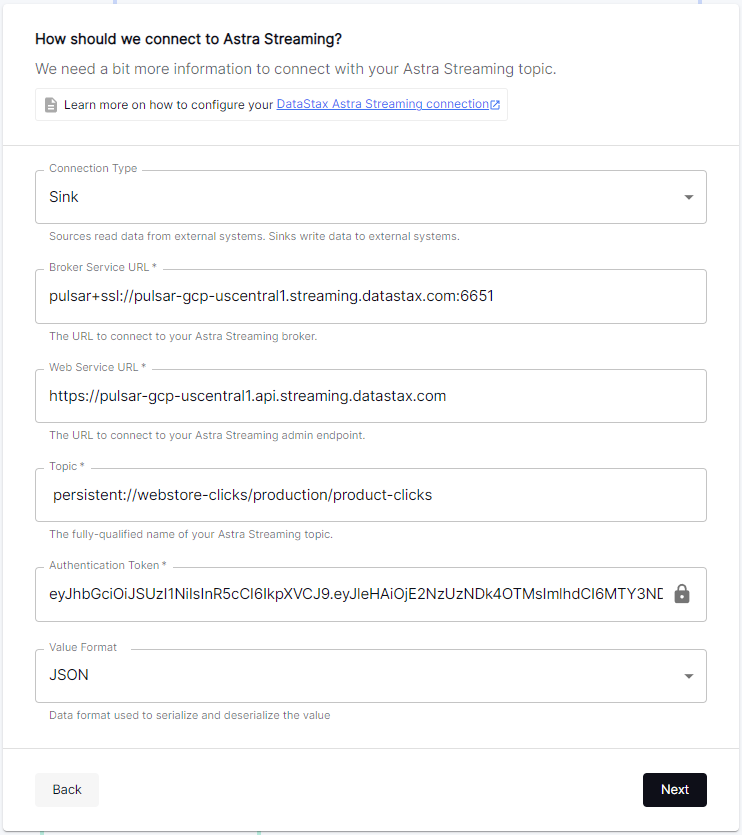 How should we connect to Astra Streaming?
We need a bit more information to connect with your Astra Streaming topic.
Learn more on how to configure your DataStax Astra Streaming connection
Connection Type
Sink
Sources read data from external systems. Sinks write data to external systems.
Broker Service URL *
pulsar+ssl://pulsar-gcp-uscentral1.streaming.datastax.com:6651
The URL to connect to your Astra Streaming broker.
Web Service URL *
https://pulsar-gcp-uscentral1.api.streaming.datastax.com
The URL to connect to your Astra Streaming admin endpoint.
Topic *
persistent://webstore-clicks/production/product-clicks
The fully-qualified name of your Astra Streaming topic.
Authentication Token *
eyJhbGciOiJSUzI1NiIsInR5cCI6IkpXVCJ9.eyJleHAiOjE2NzUzNDk4OTMsImlhdCI6MTY3ND
Value Format
JSON
Data format used to serialize and deserialize the value
Back
Next